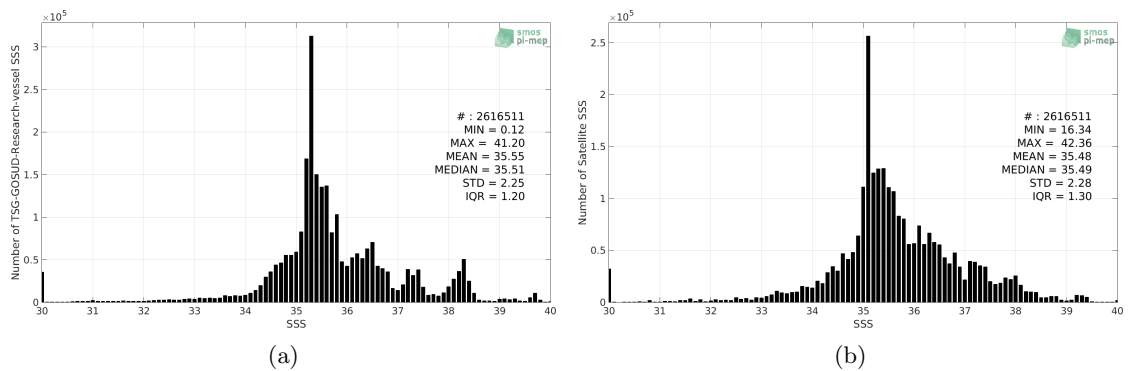 ×10⁵
smos
pi-mep
3
2.5
2
1.5
1
0.5
0
Number of TSG-GOSUD-Research-vessel SSS
# : 2616511
MIN = 0.12
MAX = 41.20
MEAN = 35.55
MEDIAN = 35.51
STD = 2.25
IQR = 1.20
30 31 32 33 34 35 36 37 38 39 40
SSS
(a)
×10⁵
smos
pi-mep
2.5
2
1.5
1
0.5
0
Number of Satellite SSS
# : 2616511
MIN = 16.34
MAX = 42.36
MEAN = 35.48
MEDIAN = 35.49
STD = 2.28
IQR = 1.30
30 31 32 33 34 35 36 37 38 39 40
SSS
(b)